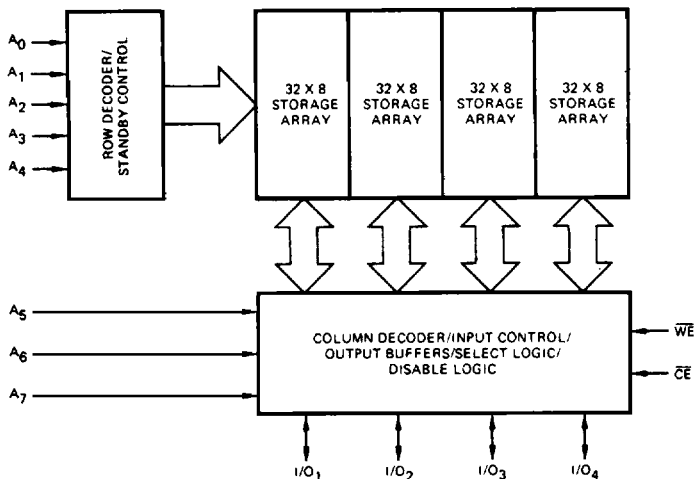 A0
A1
A2
A3
A4
ROW DECODER/
STANDBY CONTROL
32 X 8
STORAGE
ARRAY
32 X 8
STORAGE
ARRAY
32 X 8
STORAGE
ARRAY
32 X 8
STORAGE
ARRAY
A5
A6
A7
COLUMN DECODER/INPUT CONTROL/
OUTPUT BUFFERS/SELECT LOGIC/
DISABLE LOGIC
WE
CE
I/O1
I/O2
I/O3
I/O4